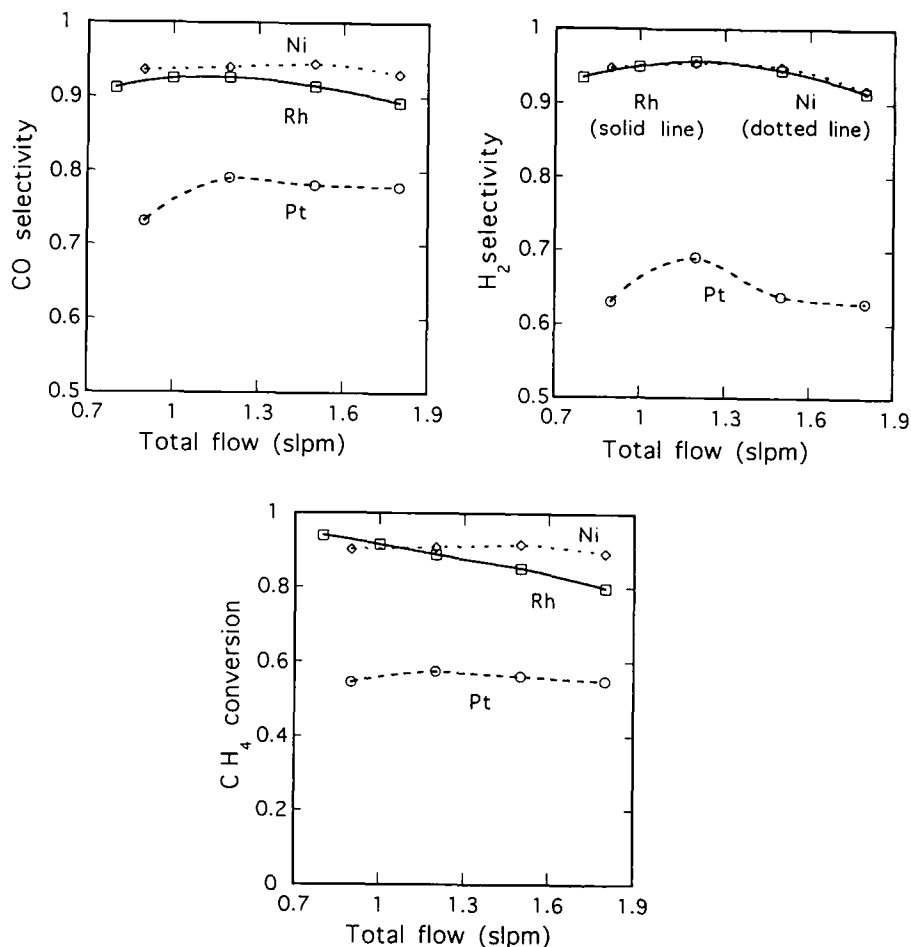 1
0.9
0.8
0.7
0.6
0.5
CO selectivity
Ni
Rh
Pt
0.7 1 1.3 1.6 1.9
Total flow (slpm)
1
0.9
0.8
0.7
0.6
0.5
H2 selectivity
Rh
(solid line)
Ni
(dotted line)
Pt
0.7 1 1.3 1.6 1.9
Total flow (slpm)
1
0.8
0.6
0.4
0.2
0
CH4 conversion
Ni
Rh
Pt
0.7 1 1.3 1.6 1.9
Total flow (slpm)